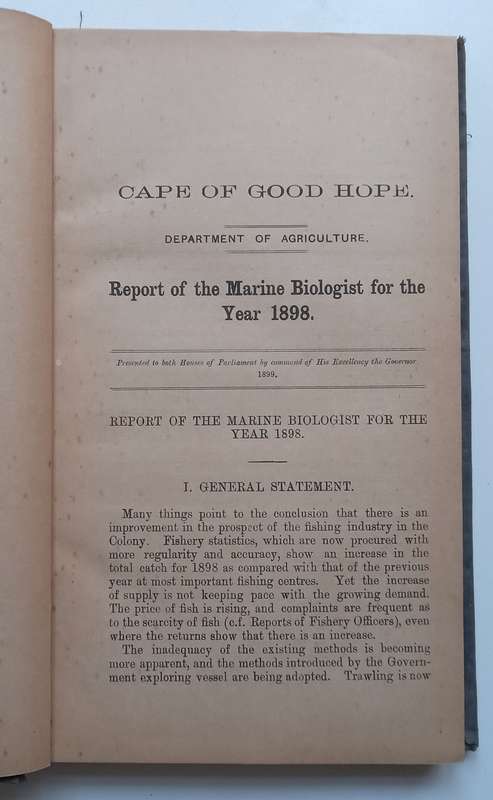 CAPE OF GOOD HOPE.
DEPARTMENT OF AGRICULTURE.
Report of the Marine Biologist for the
Year 1898.
Presented to both Houses of Parliament by command of His Excellency the Governor
1899.
REPORT OF THE MARINE BIOLOGIST FOR THE
YEAR 1898.
I. GENERAL STATEMENT.
Many things point to the conclusion that there is an
improvement in the prospect of the fishing industry in the
Colony. Fishery statistics, which are now procured with
more regularity and accuracy, show an increase in the
total catch for 1898 as compared with that of the previous
year at most important fishing centres. Yet the increase
of supply is not keeping pace with the growing demand.
The price of fish is rising, and complaints are frequent as
to the scarcity of fish (c.f. Reports of Fishery Officers), even
where the returns show that there is an increase.
The inadequacy of the existing methods is becoming
more apparent, and the methods introduced by the Govern-
ment exploring vessel are being adopted. Trawling is now